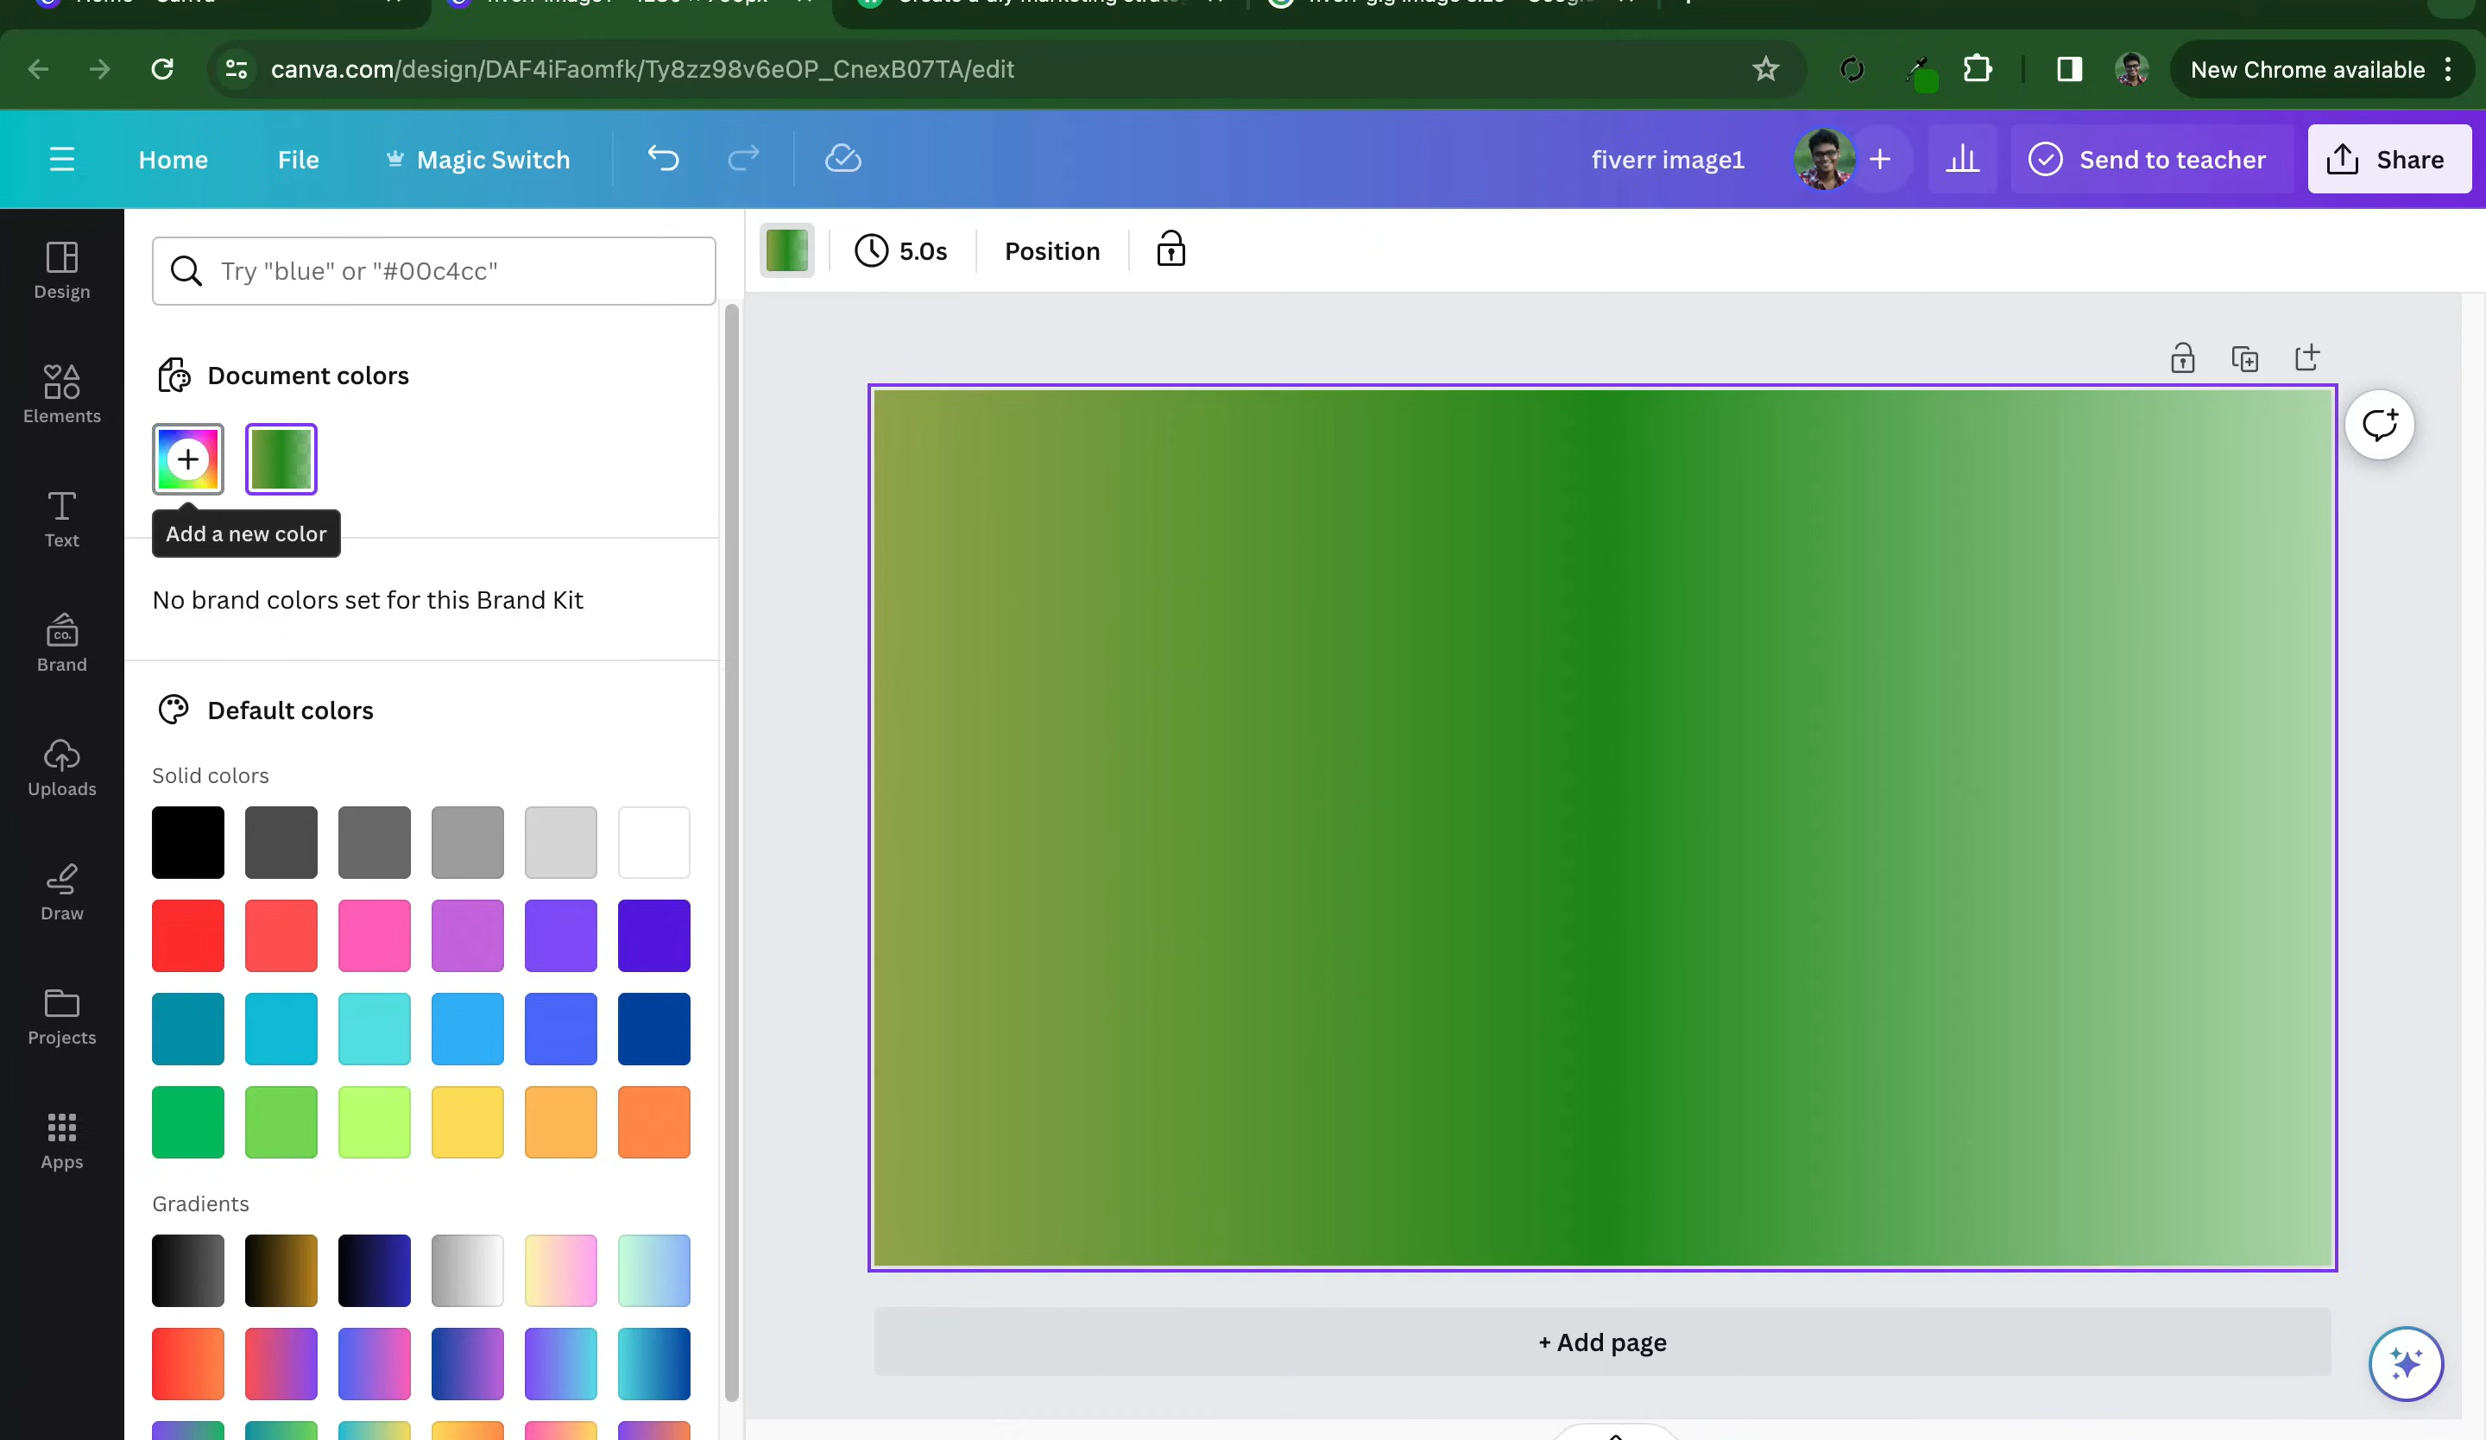 canva.com/design/DAF4iFaomfk/Ty8zz98v6eOP_CnexB07TA/edit
New Chrome available
Home
File
Magic Switch
fiverr image1
Send to teacher
Share
Design
Elements
Text
Brand
CO.
Uploads
Draw
Projects
Apps
Try "blue" or "#00c4cc"
Document colors
Add a new color
No brand colors set for this Brand Kit
Default colors
Solid colors
Gradients
5.0s
Position
+ Add page